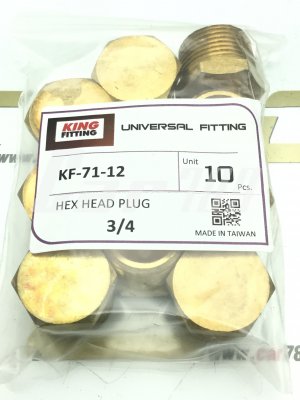 KING
FITTING
UNIVERSAL FITTING
KF-71-12
Unit
10 Pcs.
HEX HEAD PLUG
3/4
MADE IN TAIWAN